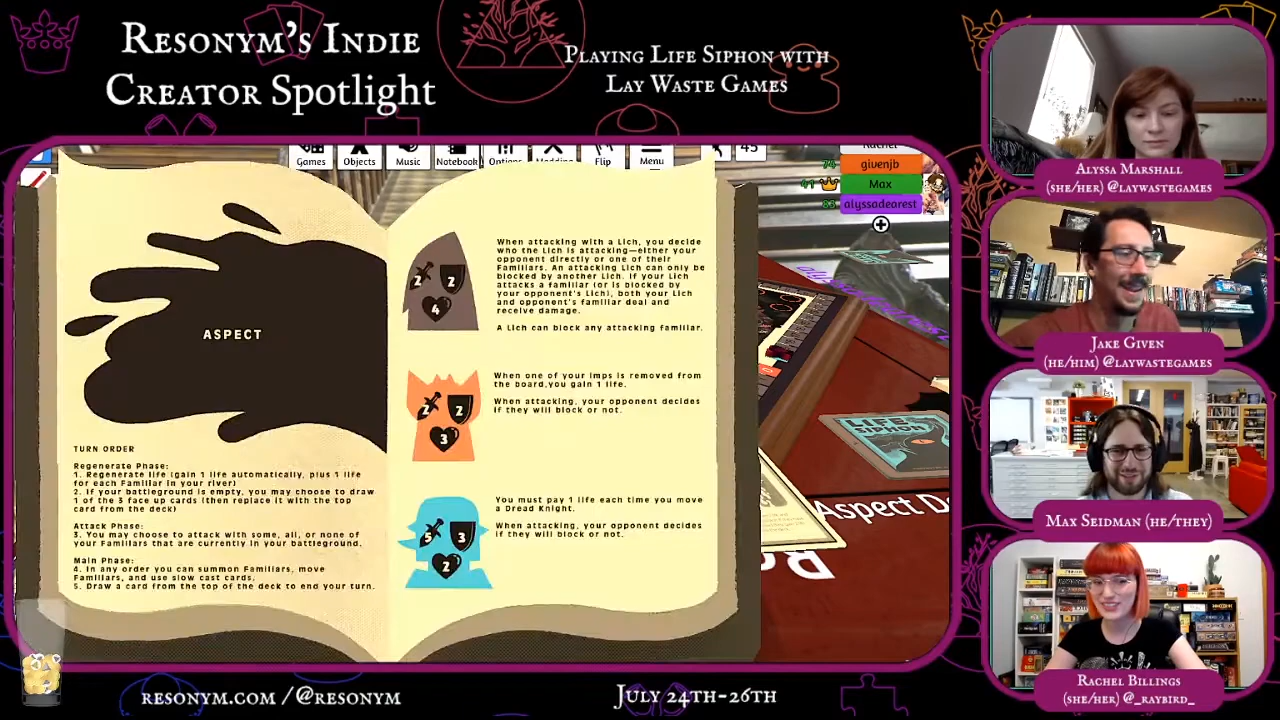 RESONYM'S INDIE
CREATOR SPOTLIGHT
PLAYING LIFE SIPHON WITH
LAY WASTE GAMES
Games Objects Music Notebook Options Modding Flip Menu
45
Rachel
74 givenjb
41 Max
83 alyssadearest
ASPECT
TURN ORDER
Regenerate Phase:
1. Regenerate life (gain 1 life automatically, plus 1 life
for each Familiar in your river)
2. If your battleground is empty, you may choose to draw
1 of the 3 face up cards (then replace it with the top
card from the deck)
Attack Phase:
3. You may choose to attack with some, all, or none of
your Familiars that are currently in your battleground.
Main Phase:
4. In any order you can summon Familiars, move
Familiars, and use slow cast cards.
5. Draw a card from the top of the deck to end your turn.
2 2
4
When attacking with a Lich, you decide
who the Lich is attacking—either your
opponent directly or one of their
Familiars. An attacking Lich can only be
blocked by another Lich. If your Lich
attacks a familiar (or is blocked by
your opponent's Lich), both your Lich
and opponent's familiar deal and
receive damage.
A Lich can block any attacking familiar.
2 2
3
When one of your imps is removed from
the board,you gain 1 life.
When attacking, your opponent decides
if they will block or not.
5 3
2
You must pay 1 life each time you move
a Dread Knight.
When attacking, your opponent decides
if they will block or not.
LIFE
SIPHON
Aspect D
ALYSSA MARSHALL
(SHE/HER) @LAYWASTEGAMES
JAKE GIVEN
(HE/HIM) @LAYWASTEGAMES
MAX SEIDMAN (HE/THEY)
RACHEL BILLINGS
(SHE/HER) @_RAYBIRD_
RESONYM.COM /@RESONYM
JULY 24TH-26TH